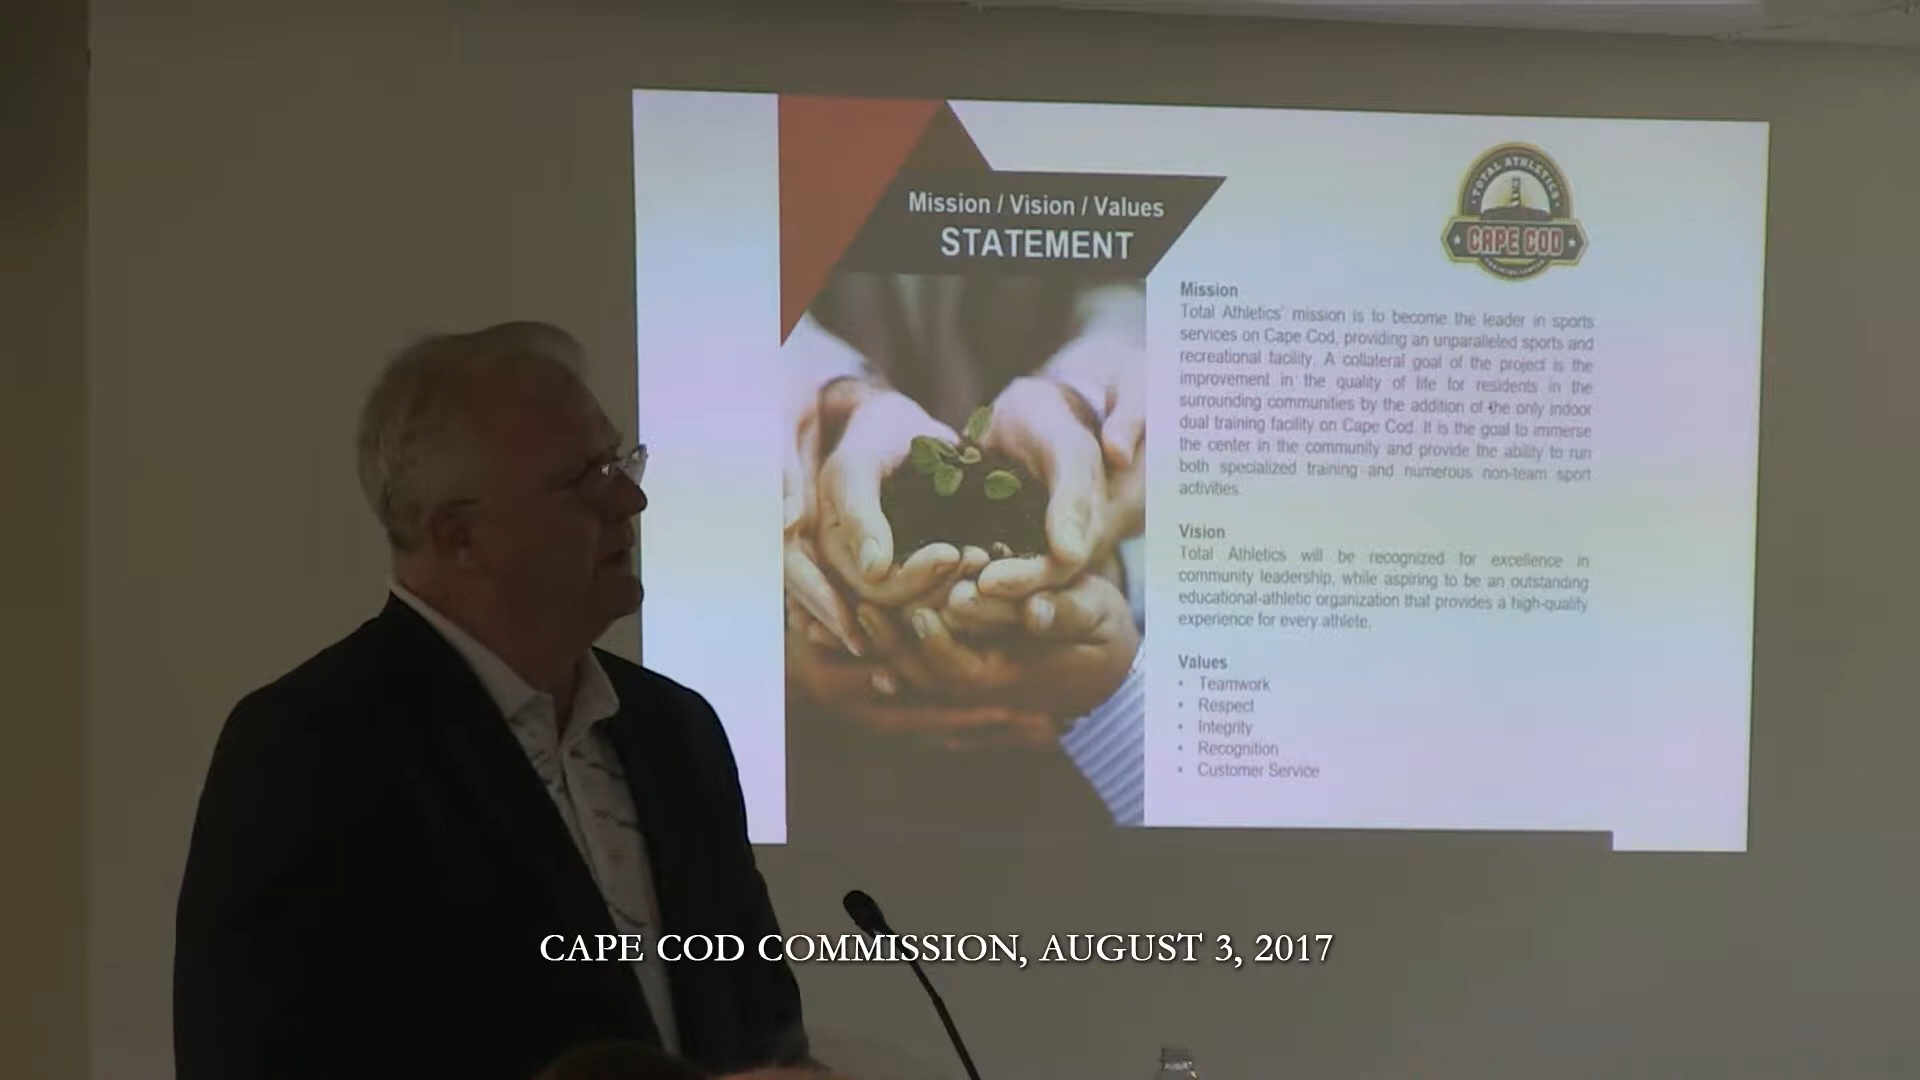 Mission / Vision / Values
STATEMENT
TOTAL ATHLETICS
CAPE COD
Mission
Total Athletics' mission is to become the leader in sports
services on Cape Cod, providing an unparalleled sports and
recreational facility. A collateral goal of the project is the
improvement in the quality of life for residents in the
surrounding communities by the addition of the only indoor
dual training facility on Cape Cod. It is the goal to immerse
the center in the community and provide the ability to run
both specialized training and numerous non-team sport
activities.
Vision
Total Athletics will be recognized for excellence in
community leadership, while aspiring to be an outstanding
educational-athletic organization that provides a high-quality
experience for every athlete.
Values
• Teamwork
• Respect
• Integrity
• Recognition
• Customer Service
CAPE COD COMMISSION, AUGUST 3, 2017